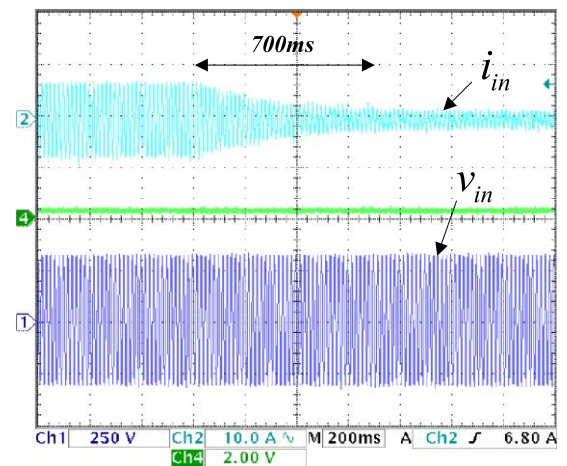 700ms
i_in
2
v_in
4
1
Ch1 250 V Ch2 10.0 A ∿ M 200ms A Ch2 ƒ 6.80 A
Ch4 2.00 V